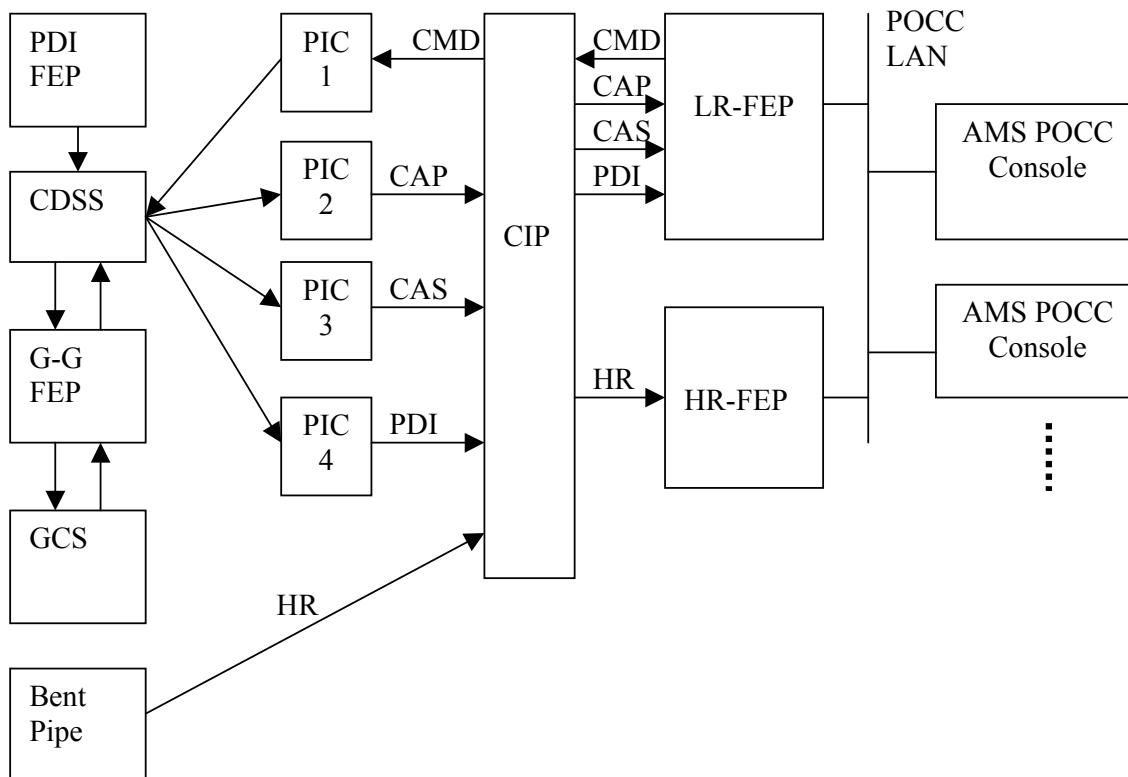 PDI
FEP
CDSS
G-G
FEP
GCS
Bent
Pipe
PIC
1
PIC
2
PIC
3
PIC
4
CMD
CAP
CAS
PDI
HR
CIP
CMD
CAP
CAS
PDI
HR
LR-FEP
HR-FEP
POCC
LAN
AMS POCC
Console
AMS POCC
Console